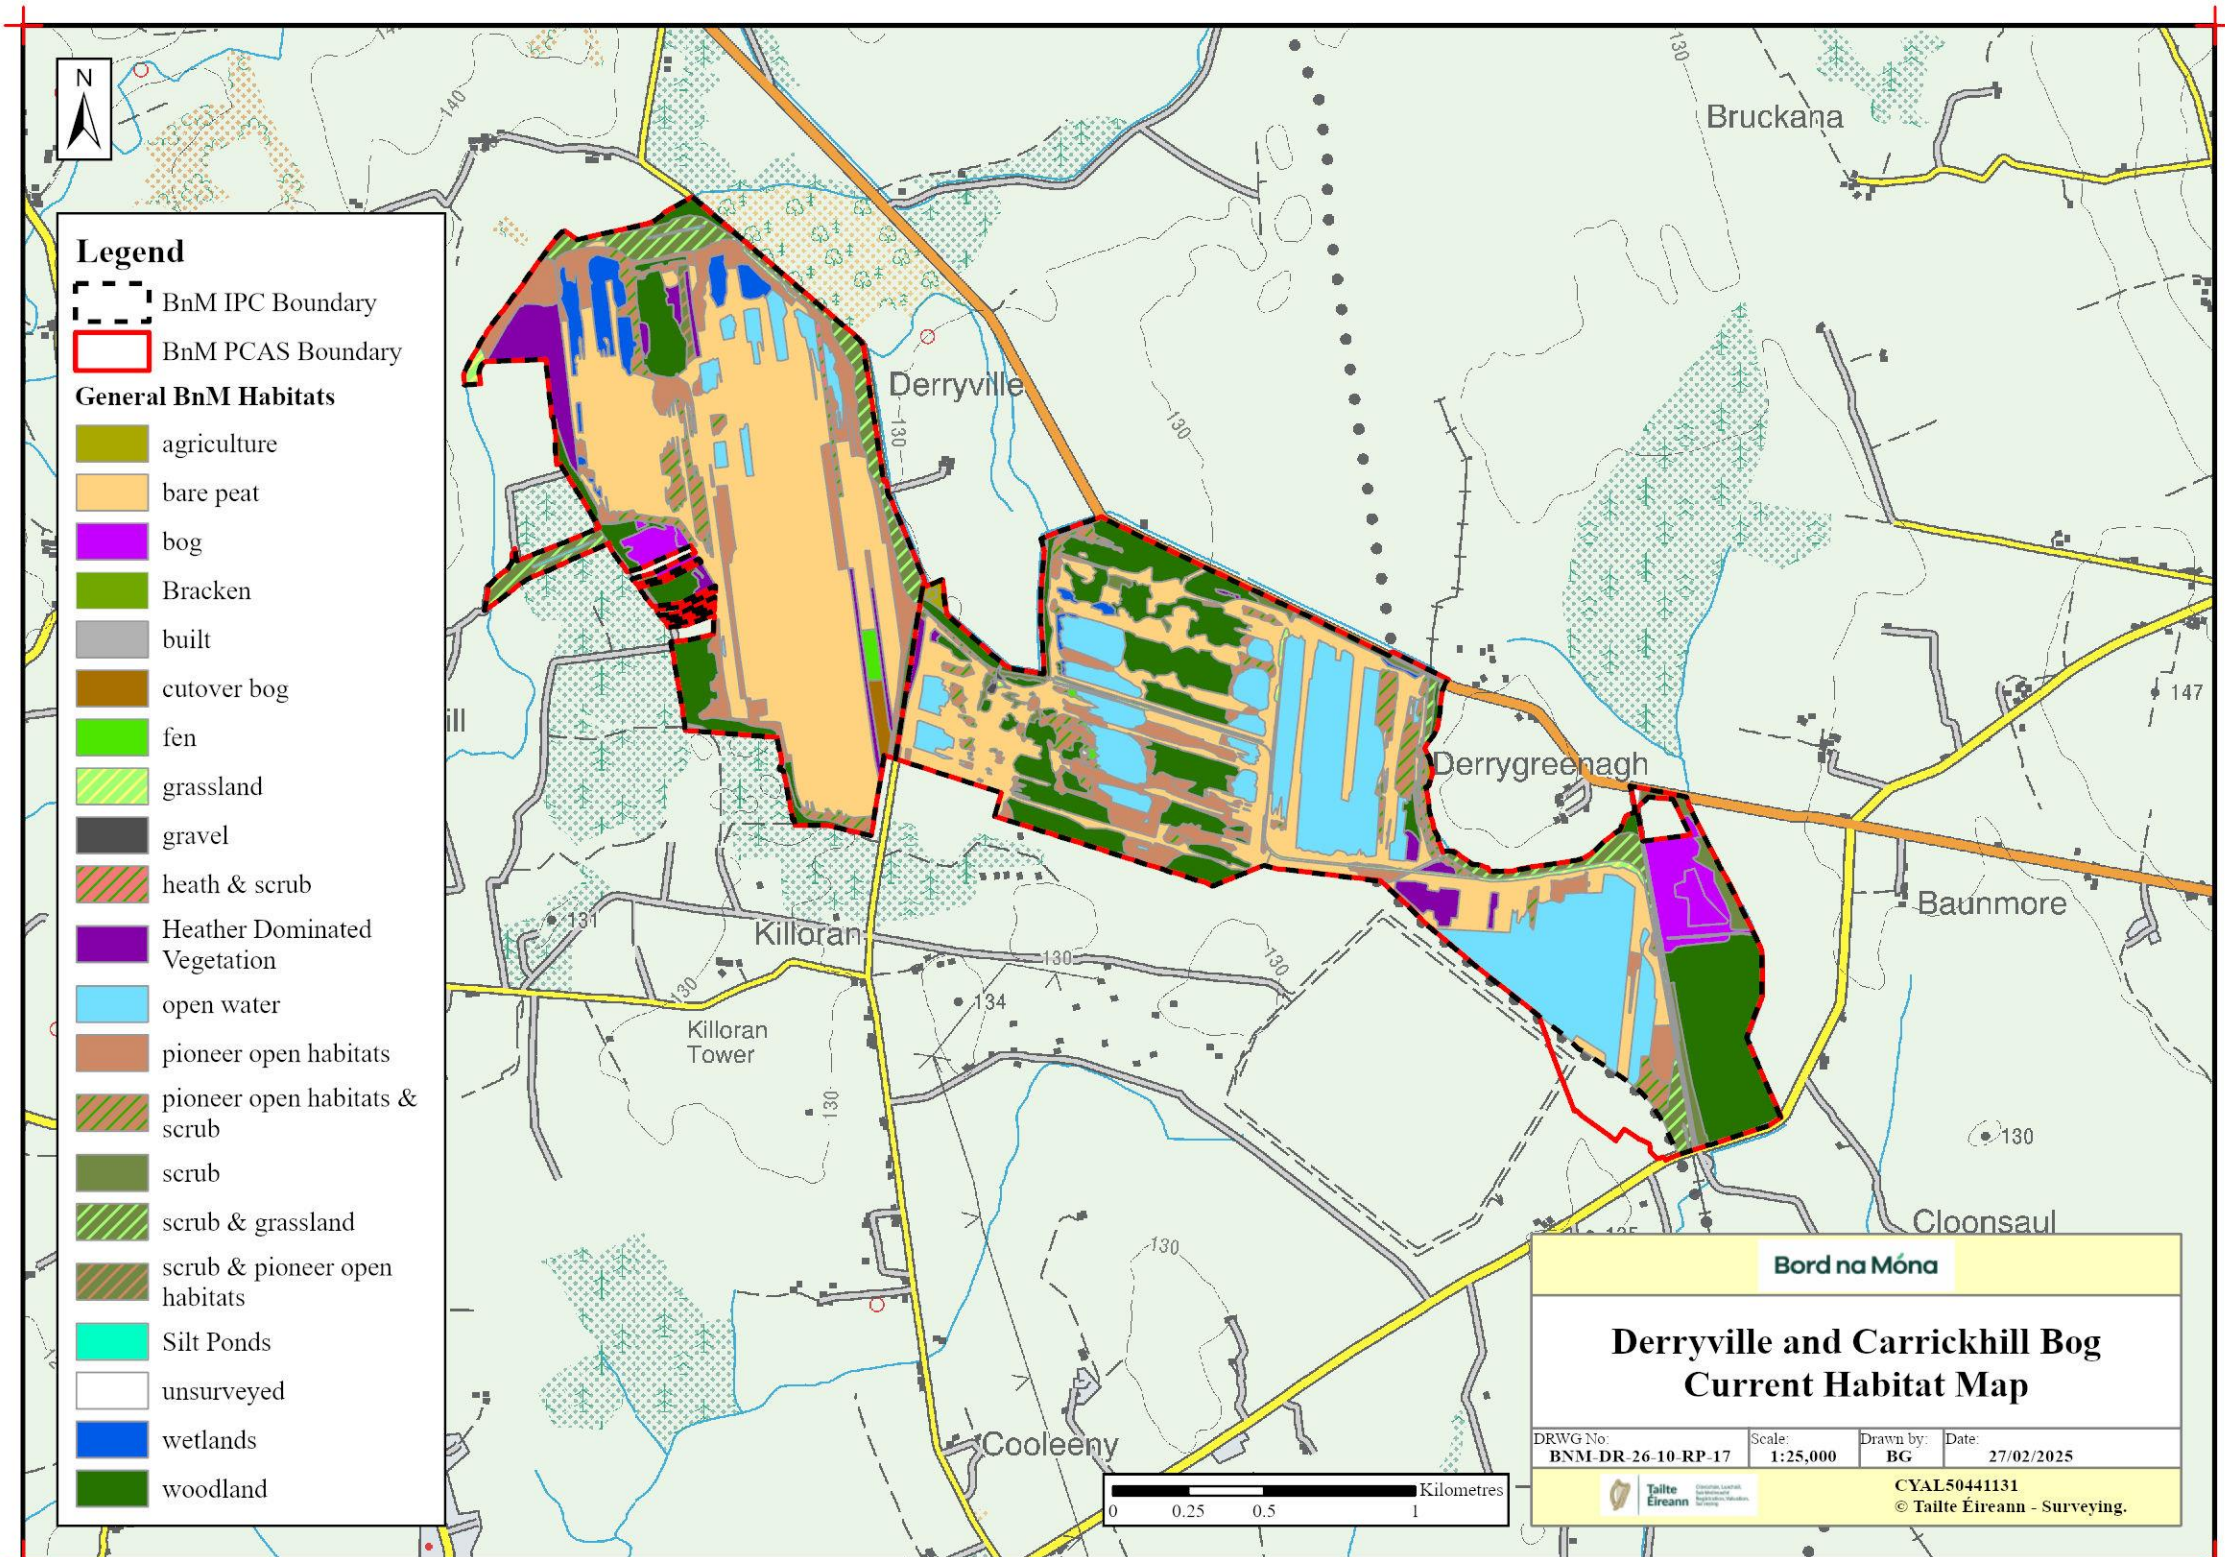 N
140
130
Bruckana
Legend
BnM IPC Boundary
BnM PCAS Boundary
General BnM Habitats
agriculture
bare peat
bog
Bracken
built
cutover bog
fen
grassland
gravel
heath & scrub
Heather Dominated
Vegetation
open water
pioneer open habitats
pioneer open habitats &
scrub
scrub
scrub & grassland
scrub & pioneer open
habitats
Silt Ponds
unsurveyed
wetlands
woodland
Derryville
130
130
147
ill
Derrygreenagh
Baunmore
131
Killoran
130
130
130
134
Killoran
Tower
130
130
Cloonsaul
130
Cooleeny
Kilometres
0 0.25 0.5 1
Bord na Móna
Derryville and Carrickhill Bog
Current Habitat Map
DRWG No: Scale: Drawn by: Date:
BNM-DR-26-10-RP-17 1:25,000 BG 27/02/2025
Tailte
Éireann
CYAL50441131
© Tailte Éireann - Surveying.